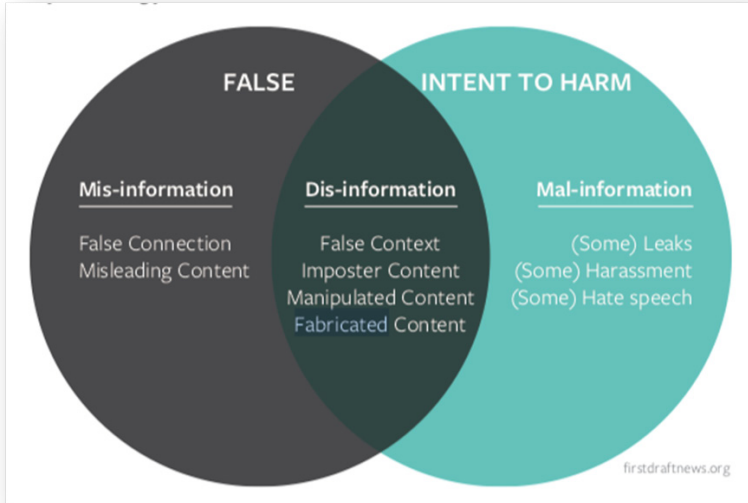 FALSE
INTENT TO HARM
Mis-information
False Connection
Misleading Content
Dis-information
False Context
Imposter Content
Manipulated Content
Fabricated Content
Mal-information
(Some) Leaks
(Some) Harassment
(Some) Hate speech
firstdraftnews.org